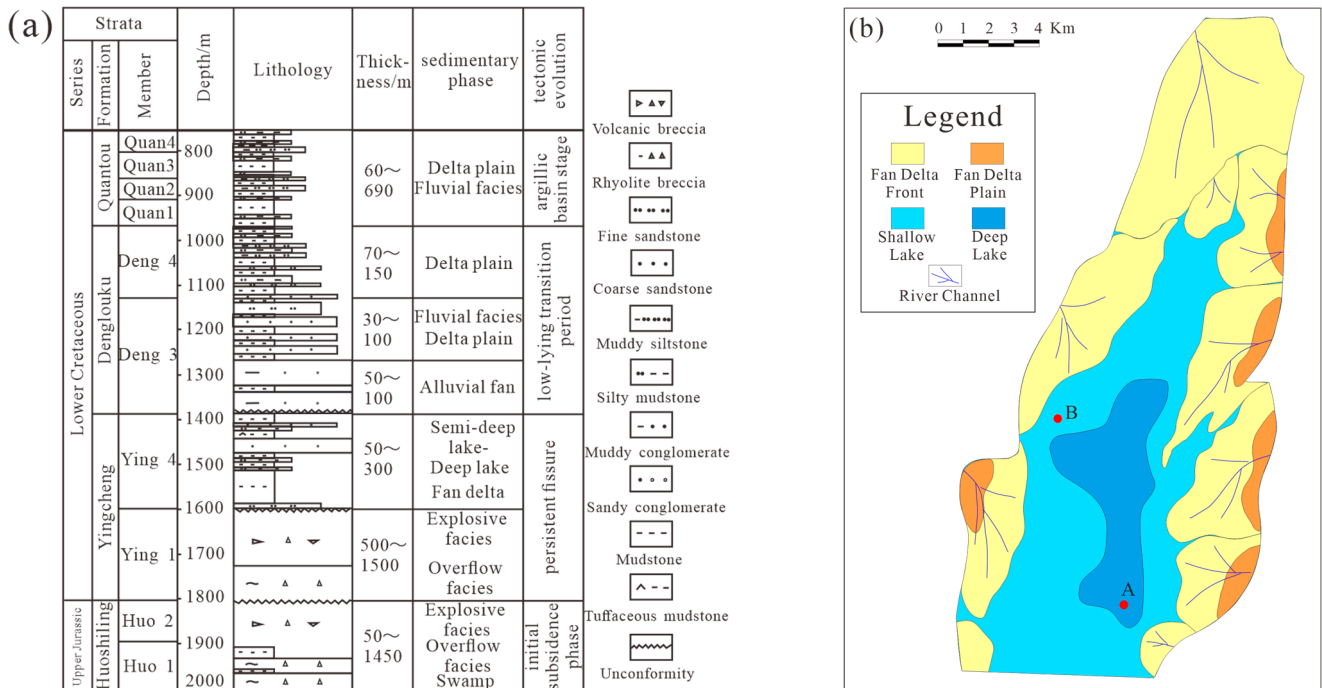 (a)
Strata
Series
Formation
Member
Depth/m
Lithology
Thick-
ness/m
sedimentary
phase
tectonic
evolution
Lower Cretaceous
Upper Jurassic
Quantou
Denglouku
Yingcheng
Huoshiling
Quan4
Quan3
Quan2
Quan1
Deng 4
Deng 3
Ying 4
Ying 1
Huo 2
Huo 1
800
900
1000
1100
1200
1300
1400
1500
1600
1700
1800
1900
2000
60～
690
70～
150
30～
100
50～
100
50～
300
500～
1500
50～
1450
Delta plain
Fluvial facies
Delta plain
Fluvial facies
Delta plain
Alluvial fan
Semi-deep
lake-
Deep lake
Fan delta
Explosive
facies
Overflow
facies
Explosive
facies
Overflow
facies
Swamp
argillic
basin stage
low-lying transition
period
persistent fissure
initial
subsidence
phase
Volcanic breccia
Rhyolite breccia
Fine sandstone
Coarse sandstone
Muddy siltstone
Silty mudstone
Muddy conglomerate
Sandy conglomerate
Mudstone
Tuffaceous mudstone
Unconformity
(b)
0 1 2 3 4 Km
Legend
Fan Delta
Front
Fan Delta
Plain
Shallow
Lake
Deep
Lake
River Channel
B
A